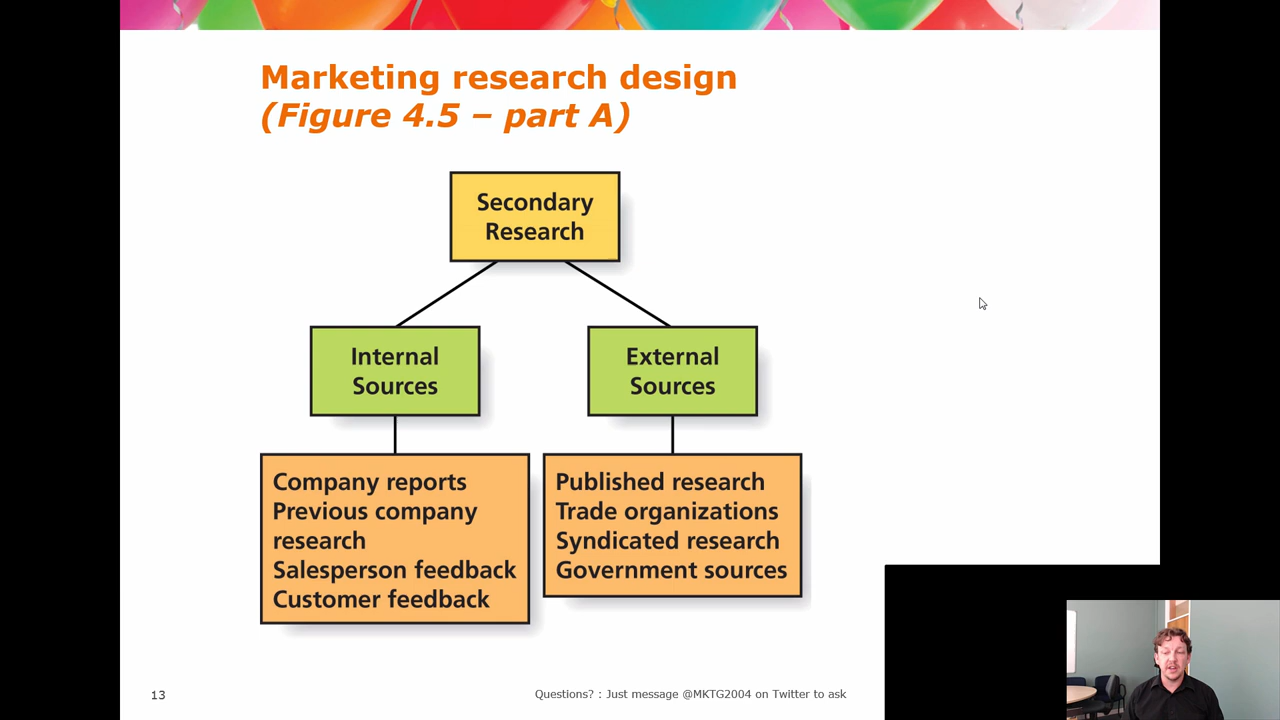 Marketing research design
(Figure 4.5 – part A)
Secondary
Research
Internal
Sources
External
Sources
Company reports
Previous company
research
Salesperson feedback
Customer feedback
Published research
Trade organizations
Syndicated research
Government sources
13
Questions? : Just message @MKTG2004 on Twitter to ask